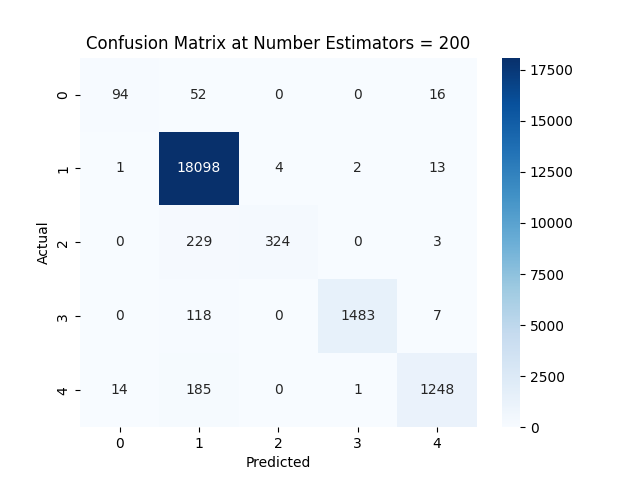 Confusion Matrix at Number Estimators = 200
0 94 52 0 0 16
1 1 18098 4 2 13
2 0 229 324 0 3
3 0 118 0 1483 7
4 14 185 0 1 1248
0 1 2 3 4
Actual
Predicted
17500
15000
12500
10000
7500
5000
2500
0